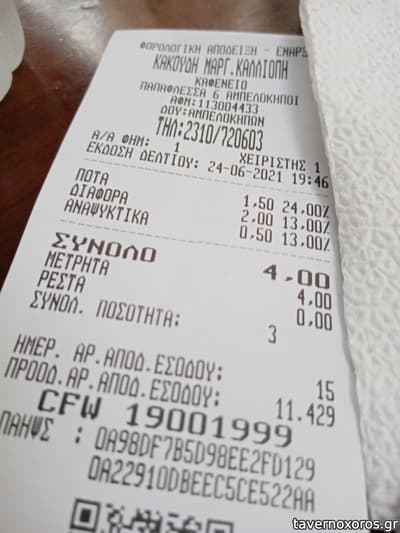 ΦΟΡΟΛΟΓΙΚΗ ΑΠΟΔΕΙΞΗ - ΕΝΑΡΞ
ΚΑΚΟΥΔΗ ΜΑΡΓ.ΚΑΛΛΙΟΠΗ
ΚΑΦΕΝΕΙΟ
ΠΑΠΑΦΛΕΣΣΑ 6 ΑΜΠΕΛΟΚΗΠΟΙ
ΑΦΜ:113004433
ΔΟΥ:ΑΜΠΕΛΟΚΗΠΩΝ
ΤΗΛ:2310/720603
Α/Α ΦΗΜ: 1 ΧΕΙΡΙΣΤΗΣ 1
ΕΚΔΟΣΗ ΔΕΛΤΙΟΥ: 24-06-2021 19:46
ΠΟΤΑ 1,50 24,00%
ΔΙΑΦΟΡΑ 2,00 13,00%
ΑΝΑΨΥΚΤΙΚΑ 0,50 13,00%
ΣΥΝΟΛΟ 4,00
ΜΕΤΡΗΤΑ 4,00
ΡΕΣΤΑ 0,00
ΣΥΝΟΛ. ΠΟΣΟΤΗΤΑ: 3
ΗΜΕΡ. ΑΡ.ΑΠΟΔ.ΕΣΟΔΟΥ: 15
ΠΡΟΟΔ.ΑΡ.ΑΠΟΔ.ΕΣΟΔΟΥ: 11.429
CFW 19001999
ΠΑΗΨΣ : 0A98DF7B5D98EE2FD129
0A22910DBEEC5CE522AA
tavernoxoros.gr